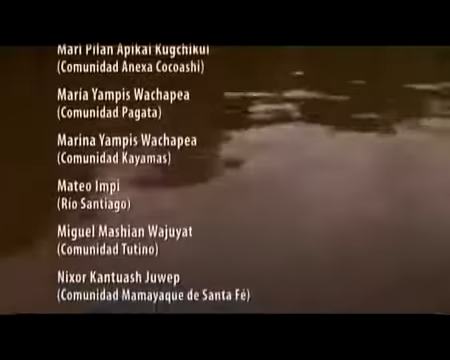 Mari Pilan Apikai Kugchikui
(Comunidad Anexa Cocoashi)
María Yampis Wachapea
(Comunidad Pagata)
Marina Yampis Wachapea
(Comunidad Kayamas)
Mateo Impi
(Río Santiago)
Miguel Mashian Wajuyat
(Comunidad Tutino)
Nixor Kantuash Juwep
(Comunidad Mamayaque de Santa Fé)